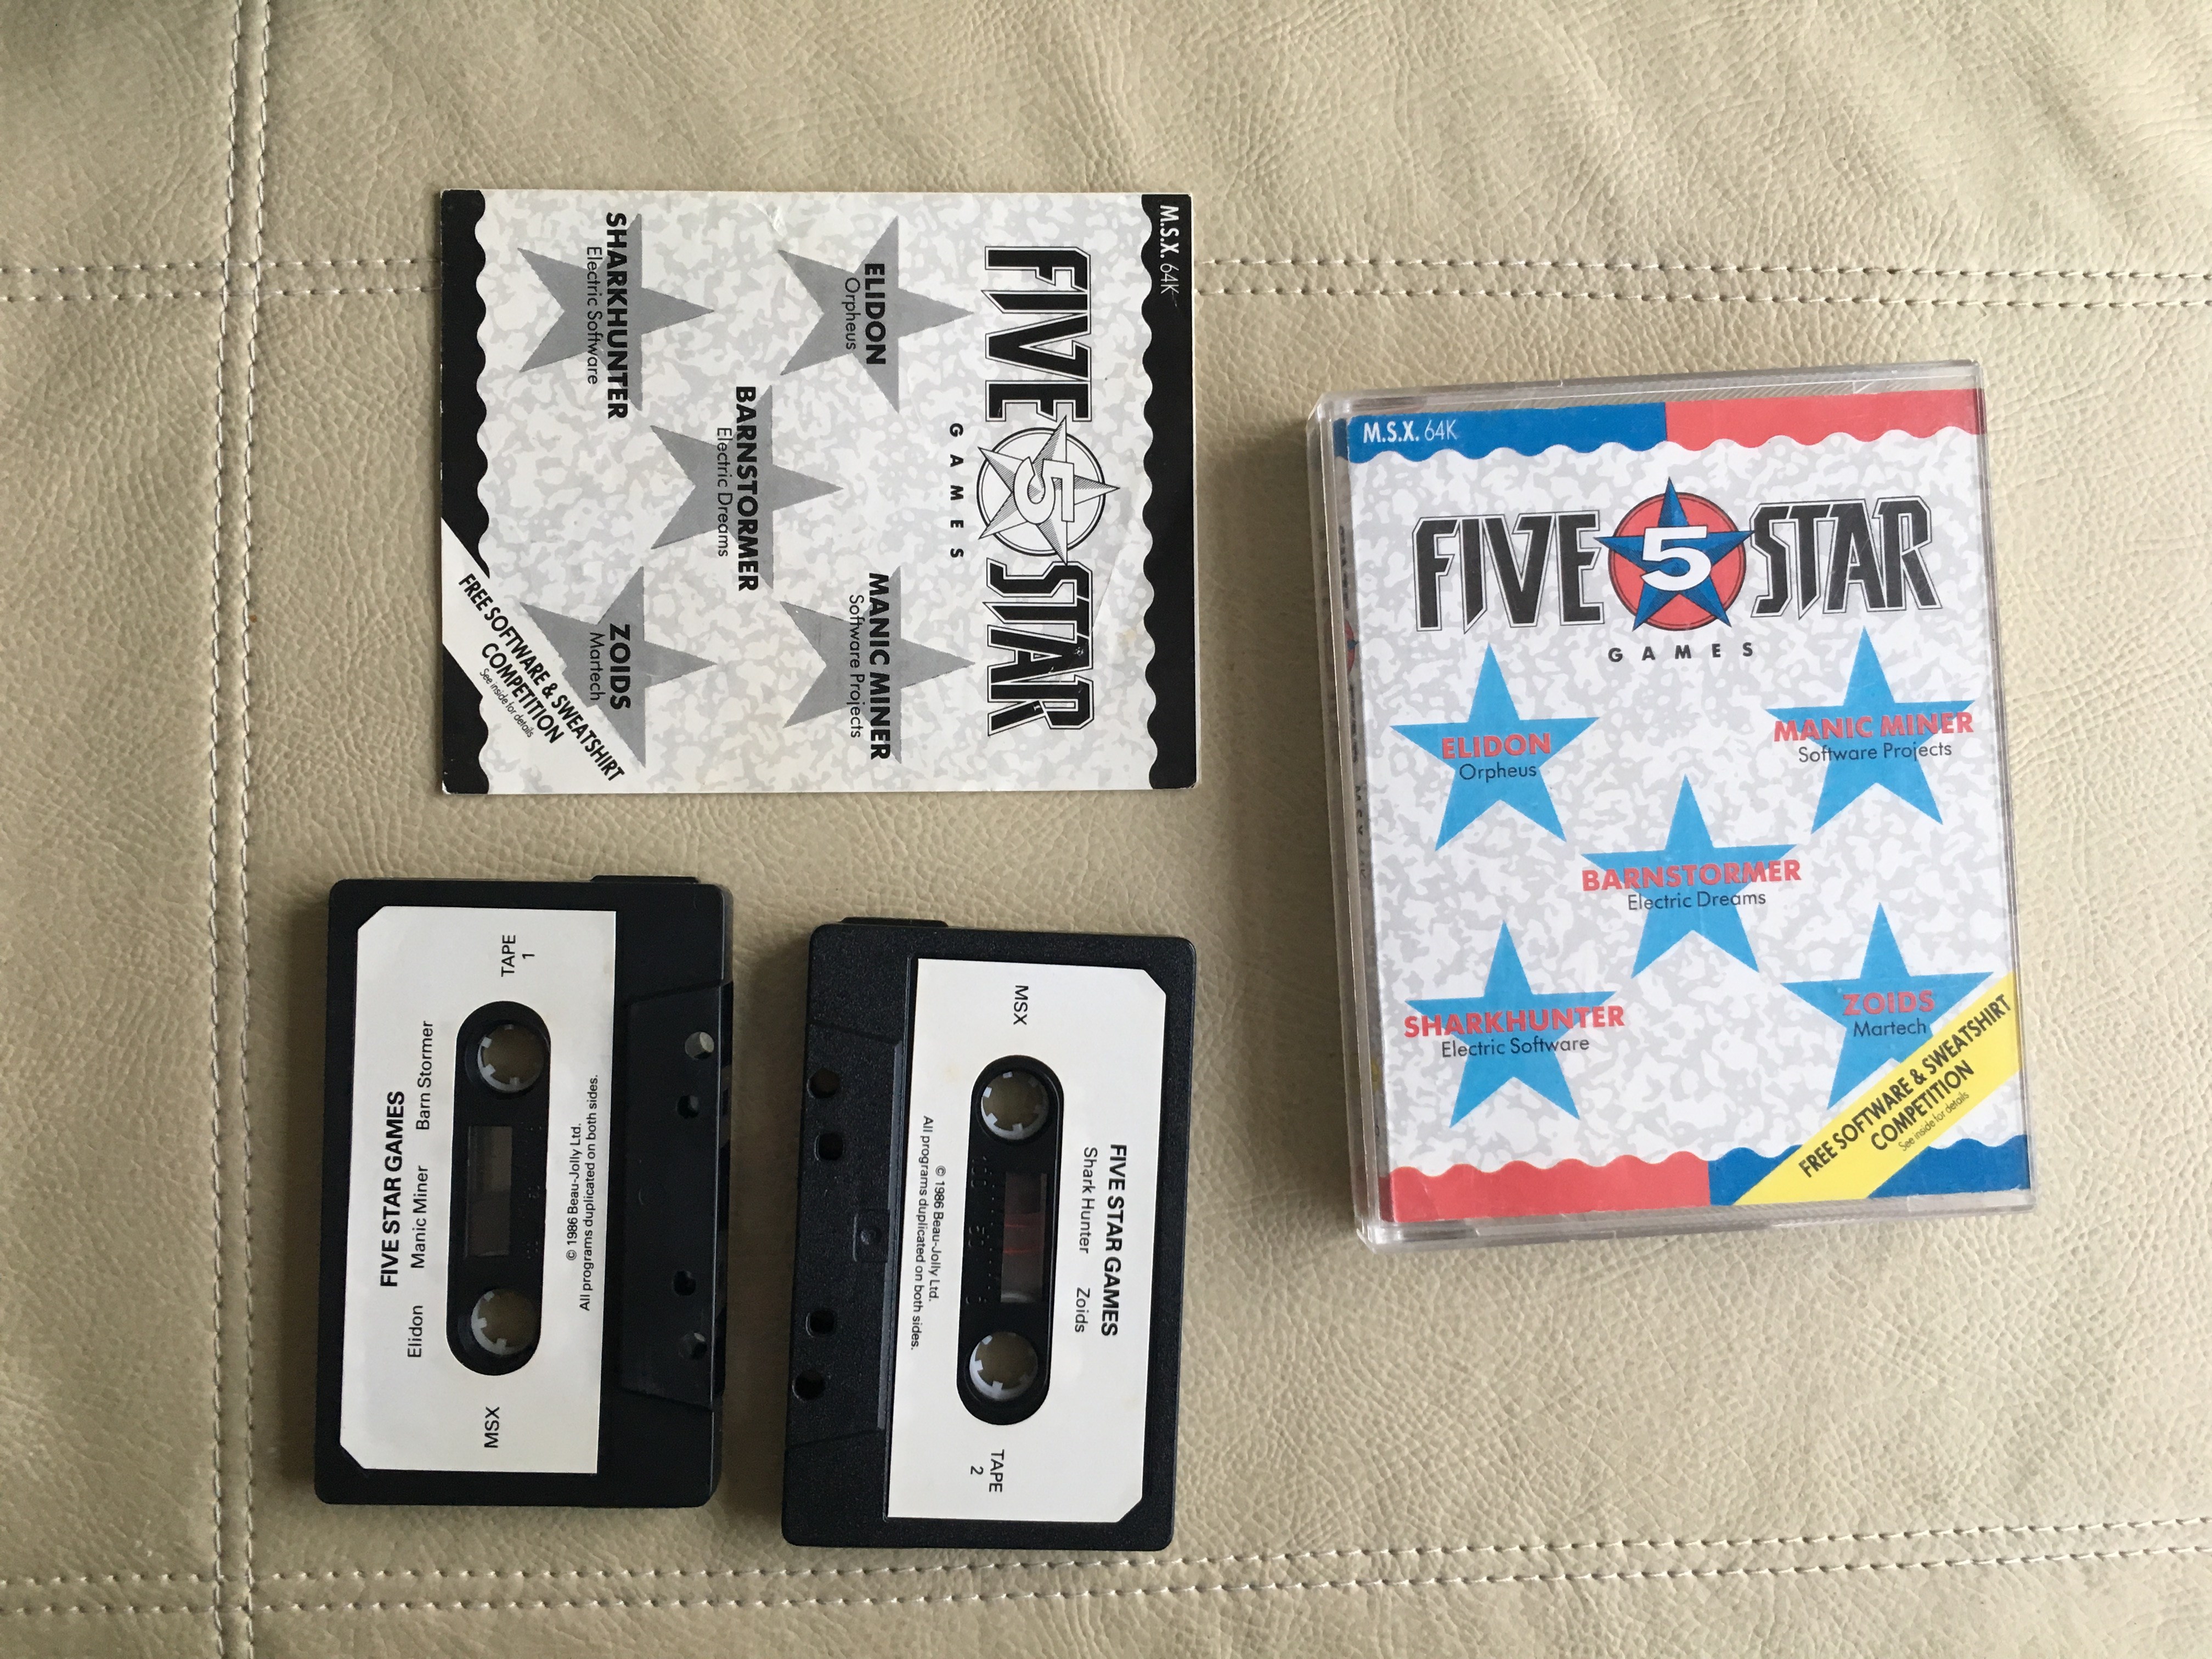 M.S.X. 64K
FIVE 5 STAR
GAMES
ELIDON
Orpheus
MANIC MINER
Software Projects
BARNSTORMER
Electric Dreams
SHARKHUNTER
Electric Software
ZOIDS
Martech
FREE SOFTWARE & SWEATSHIRT
COMPETITION
See inside for details
M.S.X. 64K
FIVE 5 STAR
GAMES
ELIDON
Orpheus
MANIC MINER
Software Projects
BARNSTORMER
Electric Dreams
SHARKHUNTER
Electric Software
ZOIDS
Martech
FREE SOFTWARE & SWEATSHIRT
COMPETITION
See inside for details
FIVE STAR GAMES
Elidon Manic Miner Barn Stormer
MSX
TAPE
1
© 1986 Beau-Jolly Ltd.
All programs duplicated on both sides.
FIVE STAR GAMES
Shark Hunter Zoids
MSX
TAPE
2
© 1986 Beau-Jolly Ltd.
All programs duplicated on both sides.